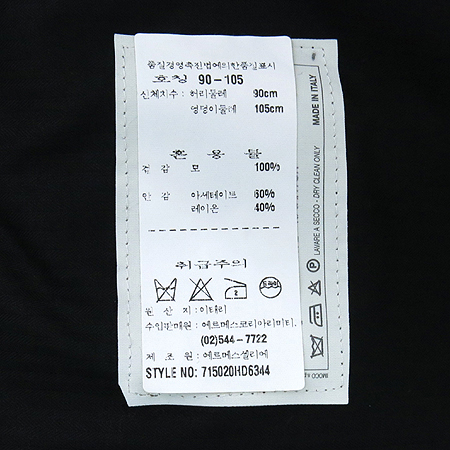 품질경영촉진법에의한품질표시
호칭 90-105
신체치수 : 허리둘레 90cm
엉덩이둘레 105cm
혼 용 률
겉 감 모 100%
안 감 아세테이트 60%
레이온 40%
취급주의
원 산 지 : 이태리
수입판매원 : 에르메스코리아리미티.
(02)544-7722
제 조 원 : 에르메스셀리에
STYLE NO: 715020HD6344
MADE IN ITALY
LAVARE A SECCO - DRY CLEAN ONLY
P